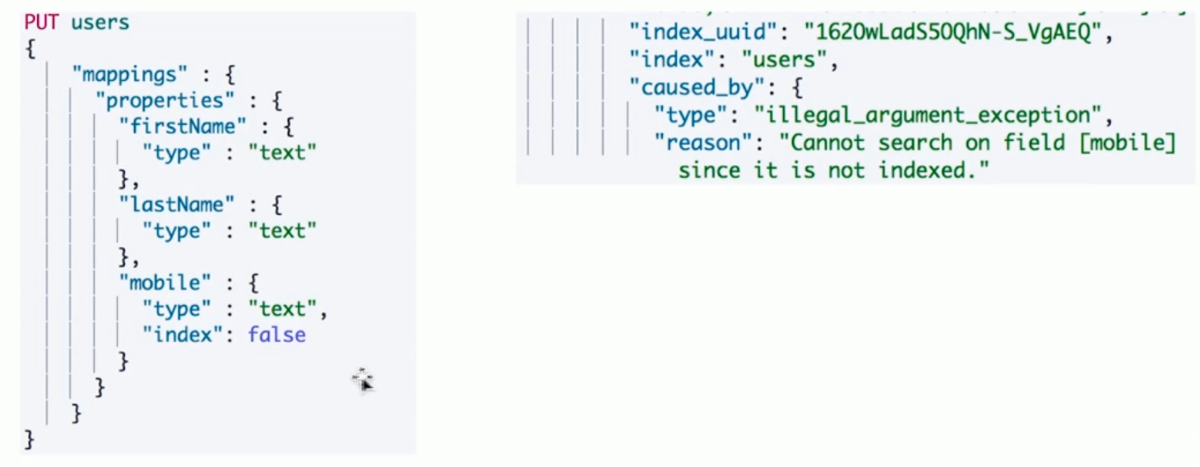 PUT users
{
"mappings" : {
"properties" : {
"firstName" : {
"type" : "text"
},
"lastName" : {
"type" : "text"
},
"mobile" : {
"type" : "text",
"index": false
}
}
}
}
"index_uuid": "162OwLadS5OQhN-S_VgAEQ",
"index": "users",
"caused_by": {
"type": "illegal_argument_exception",
"reason": "Cannot search on field [mobile]
since it is not indexed."